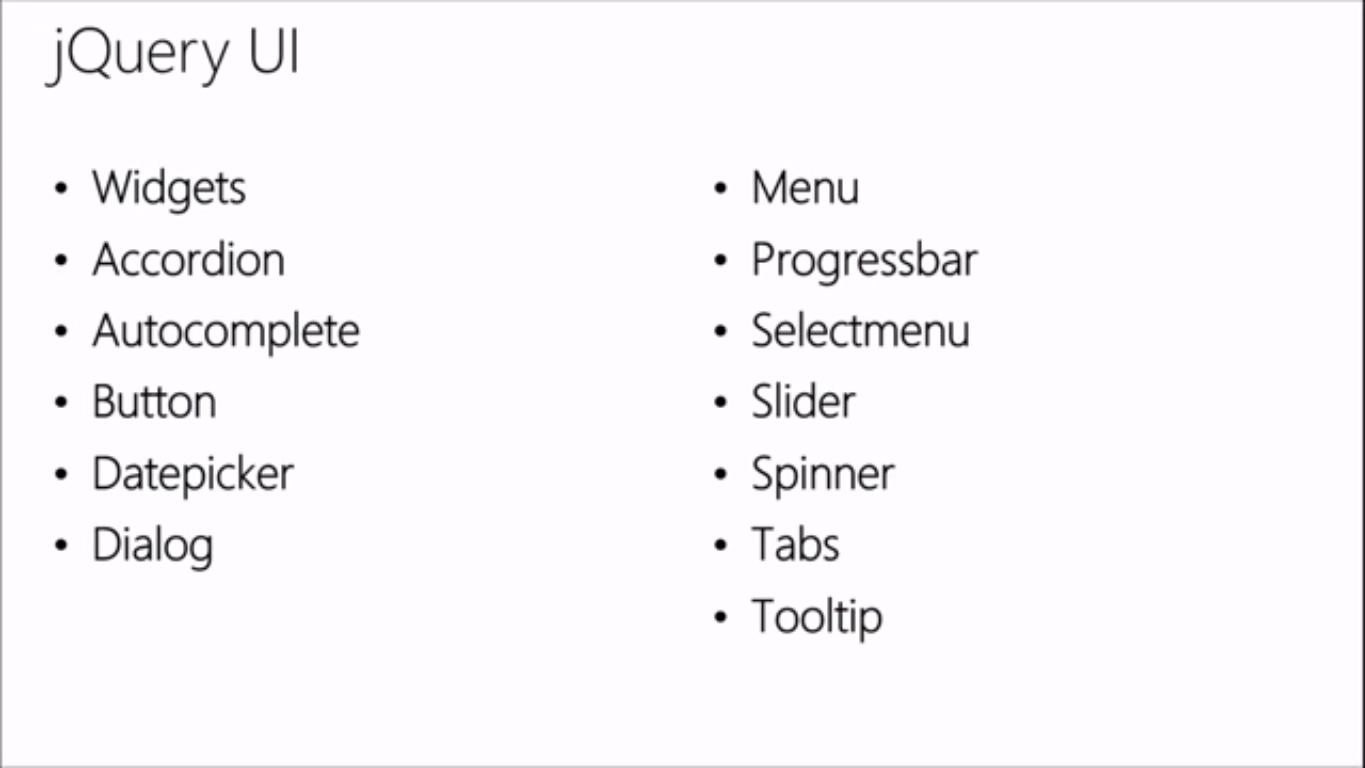 jQuery UI
• Widgets
• Accordion
• Autocomplete
• Button
• Datepicker
• Dialog
• Menu
• Progressbar
• Selectmenu
• Slider
• Spinner
• Tabs
• Tooltip